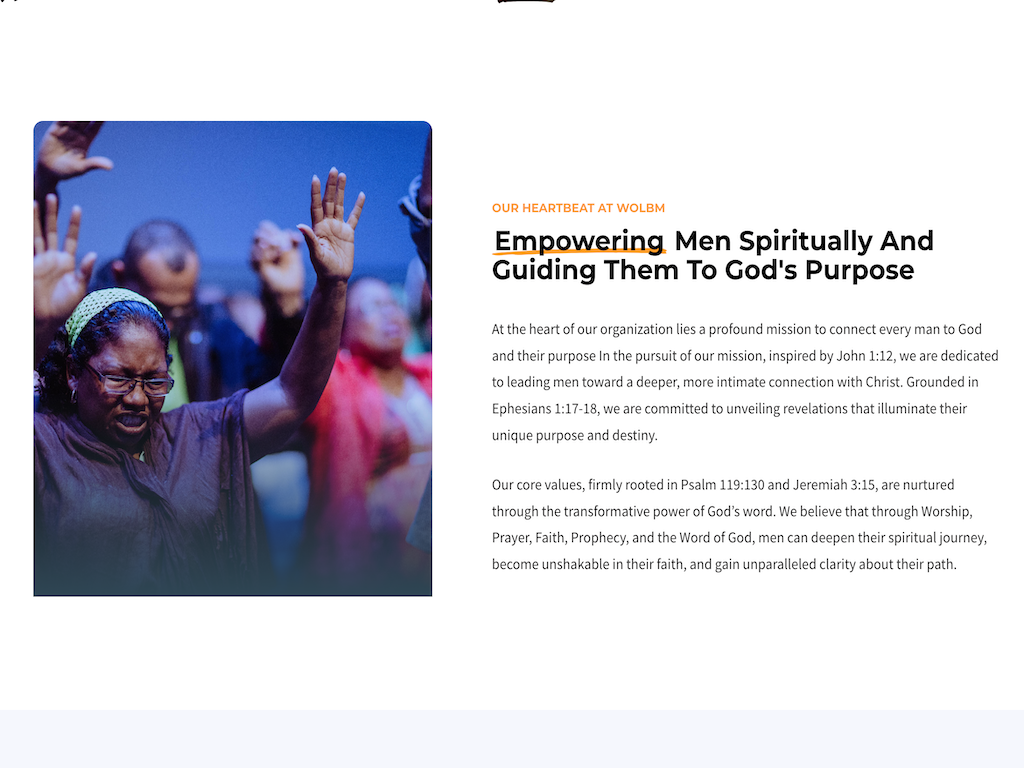 OUR HEARTBEAT AT WOLBM
Empowering Men Spiritually And
Guiding Them To God's Purpose
At the heart of our organization lies a profound mission to connect every man to God
and their purpose In the pursuit of our mission, inspired by John 1:12, we are dedicated
to leading men toward a deeper, more intimate connection with Christ. Grounded in
Ephesians 1:17-18, we are committed to unveiling revelations that illuminate their
unique purpose and destiny.
Our core values, firmly rooted in Psalm 119:130 and Jeremiah 3:15, are nurtured
through the transformative power of God’s word. We believe that through Worship,
Prayer, Faith, Prophecy, and the Word of God, men can deepen their spiritual journey,
become unshakable in their faith, and gain unparalleled clarity about their path.